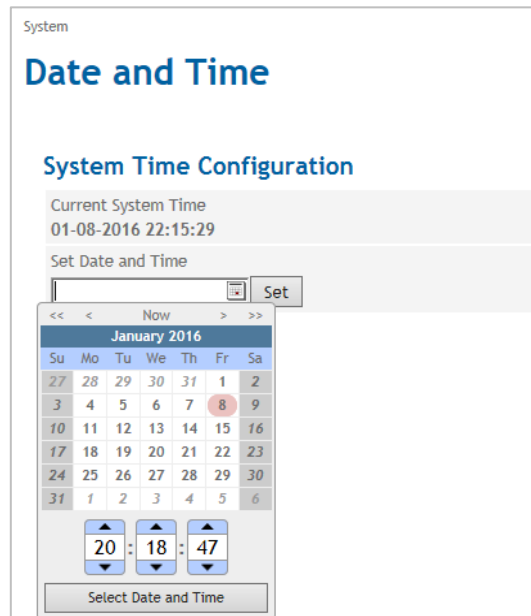 System
Date and Time
System Time Configuration
Current System Time
01-08-2016 22:15:29
Set Date and Time
Set
<< < Now > >>
January 2016
Su Mo Tu We Th Fr Sa
27 28 29 30 31 1 2
3 4 5 6 7 8 9
10 11 12 13 14 15 16
17 18 19 20 21 22 23
24 25 26 27 28 29 30
31 1 2 3 4 5 6
20 : 18 : 47
Select Date and Time